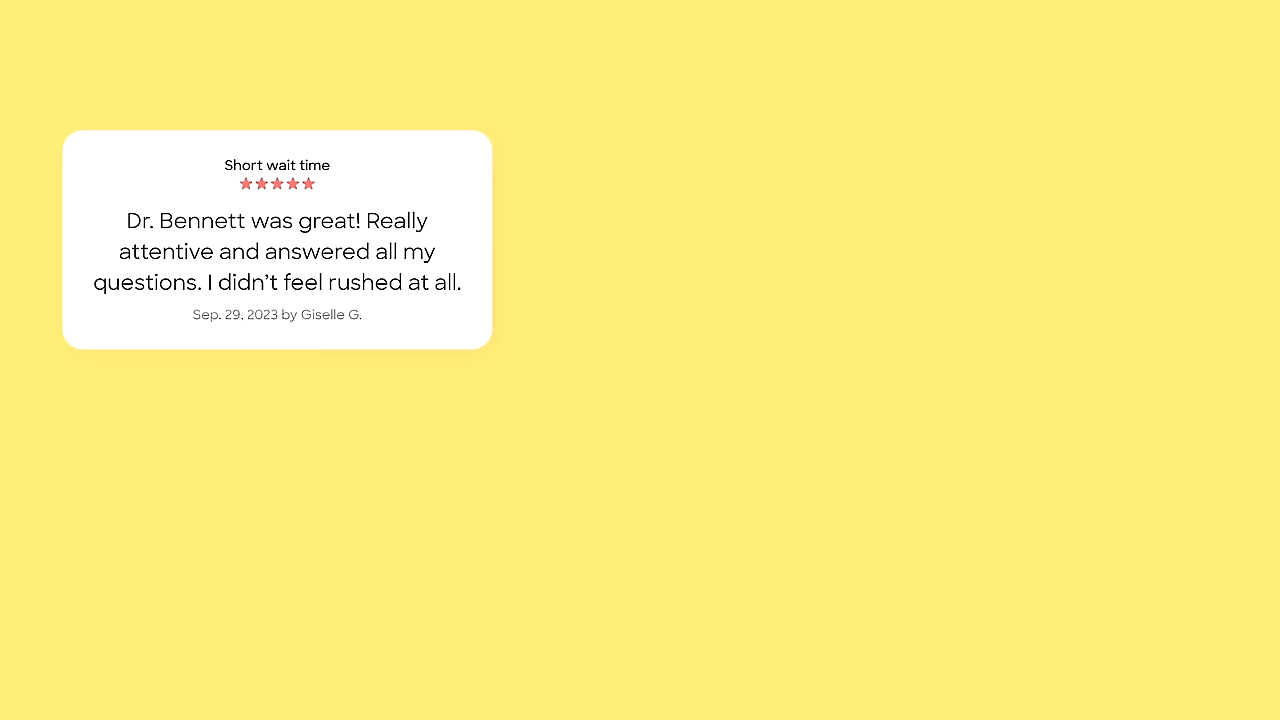 Short wait time
Dr. Bennett was great! Really
attentive and answered all my
questions. I didn’t feel rushed at all.
Sep. 29, 2023 by Giselle G.